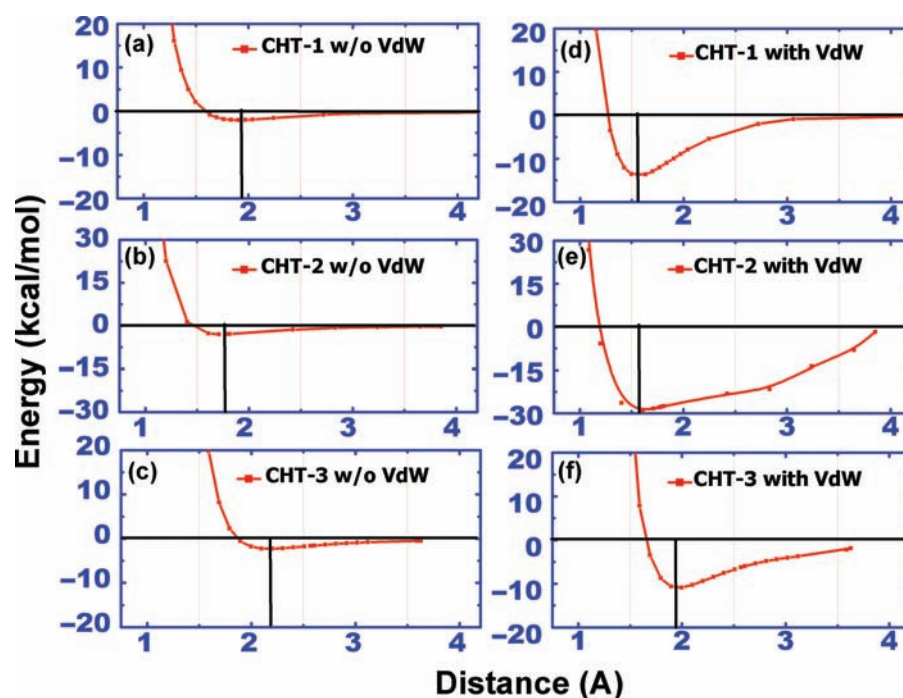 Energy (kcal/mol)
(a) CHT-1 w/o VdW
20
10
0
−10
−20
1 2 3 4
(d) CHT-1 with VdW
20
10
0
−10
−20
1 2 3 4
(b) CHT-2 w/o VdW
30
15
0
−15
−30
1 2 3 4
(e) CHT-2 with VdW
30
15
0
−15
−30
1 2 3 4
(c) CHT-3 w/o VdW
20
10
0
−10
−20
1 2 3 4
(f) CHT-3 with VdW
20
10
0
−10
−20
1 2 3 4
Distance (A)